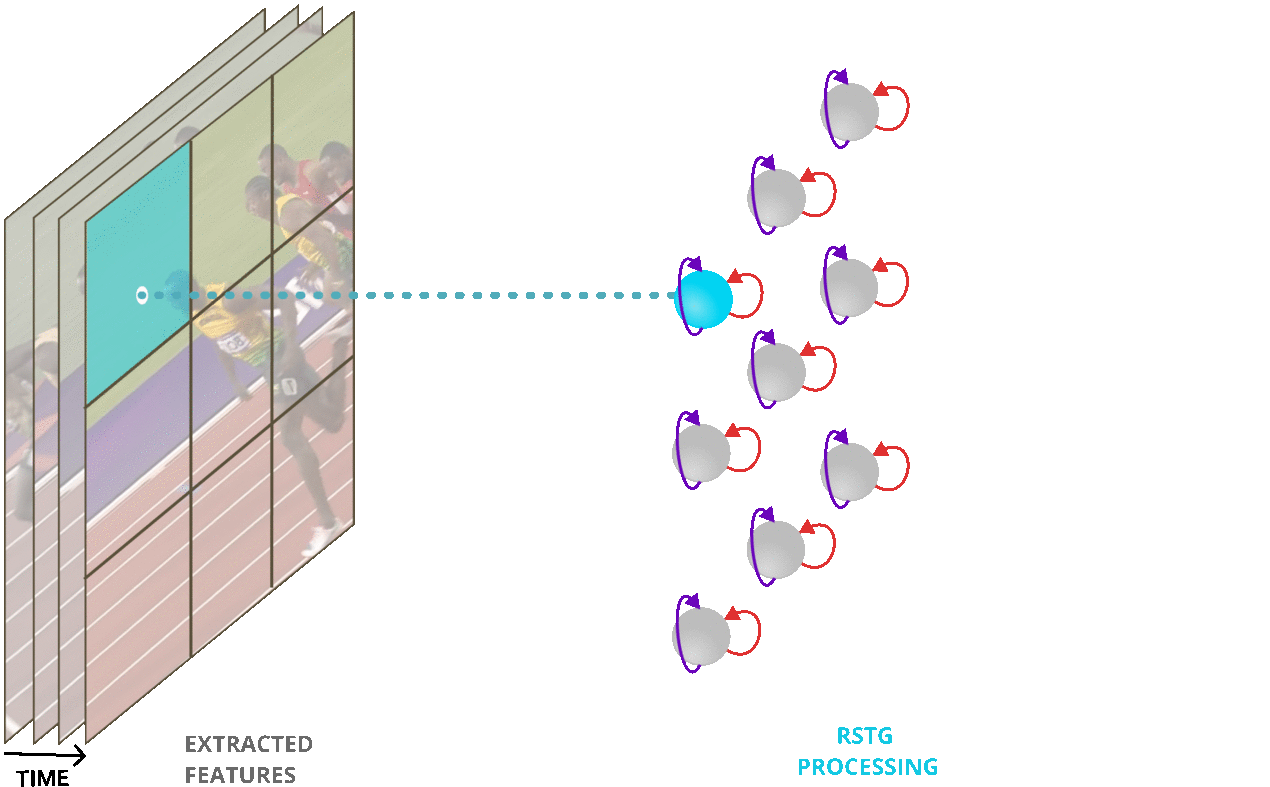 EXTRACTED
FEATURES
RSTG
PROCESSING
TIME